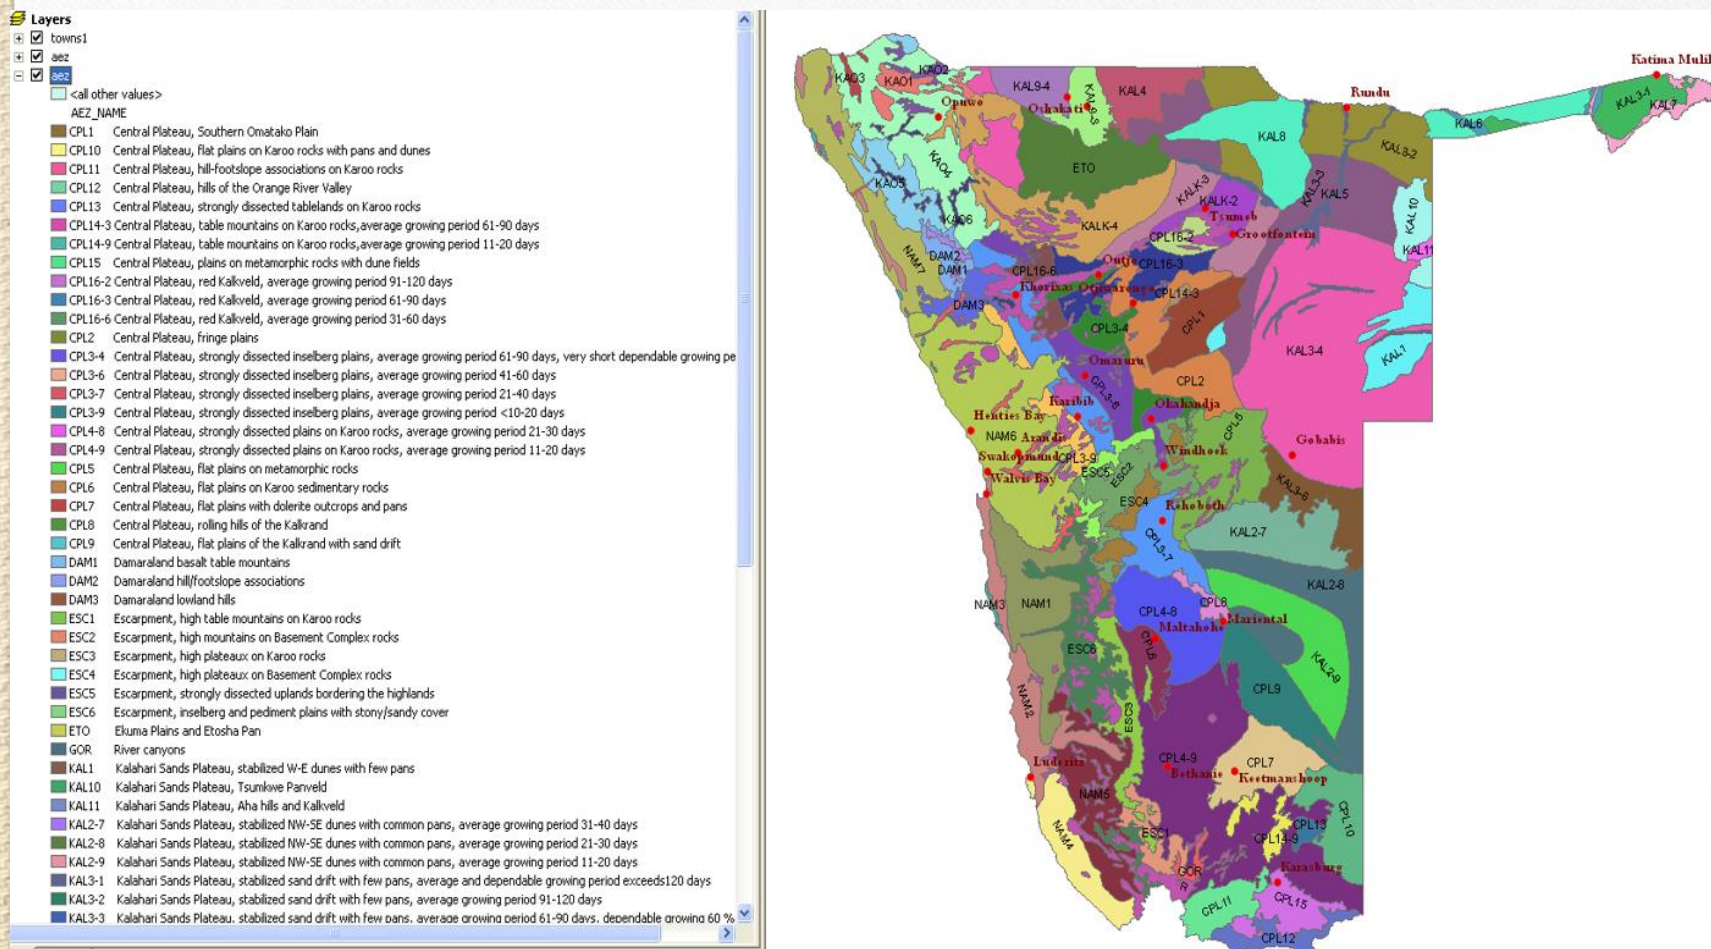 Layers
towns1
aez
aez
<all other values>
AEZ_NAME
CPL1 Central Plateau, Southern Omatako Plain
CPL10 Central Plateau, flat plains on Karoo rocks with pans and dunes
CPL11 Central Plateau, hill-footslope associations on Karoo rocks
CPL12 Central Plateau, hills of the Orange River Valley
CPL13 Central Plateau, strongly dissected tablelands on Karoo rocks
CPL14-3 Central Plateau, table mountains on Karoo rocks,average growing period 61-90 days
CPL14-9 Central Plateau, table mountains on Karoo rocks,average growing period 11-20 days
CPL15 Central Plateau, plains on metamorphic rocks with dune fields
CPL16-2 Central Plateau, red Kalkveld, average growing period 91-120 days
CPL16-3 Central Plateau, red Kalkveld, average growing period 61-90 days
CPL16-6 Central Plateau, red Kalkveld, average growing period 31-60 days
CPL2 Central Plateau, fringe plains
CPL3-4 Central Plateau, strongly dissected inselberg plains, average growing period 61-90 days, very short dependable growing pe
CPL3-6 Central Plateau, strongly dissected inselberg plains, average growing period 41-60 days
CPL3-7 Central Plateau, strongly dissected inselberg plains, average growing period 21-40 days
CPL3-9 Central Plateau, strongly dissected inselberg plains, average growing period <10-20 days
CPL4-8 Central Plateau, strongly dissected plains on Karoo rocks, average growing period 21-30 days
CPL4-9 Central Plateau, strongly dissected plains on Karoo rocks, average growing period 11-20 days
CPL5 Central Plateau, flat plains on metamorphic rocks
CPL6 Central Plateau, flat plains on Karoo sedimentary rocks
CPL7 Central Plateau, flat plains with dolerite outcrops and pans
CPL8 Central Plateau, rolling hills of the Kalkrand
CPL9 Central Plateau, flat plains of the Kalkrand with sand drift
DAM1 Damaraland basalt table mountains
DAM2 Damaraland hill/footslope associations
DAM3 Damaraland lowland hills
ESC1 Escarpment, high table mountains on Karoo rocks
ESC2 Escarpment, high mountains on Basement Complex rocks
ESC3 Escarpment, high plateaux on Karoo rocks
ESC4 Escarpment, high plateaux on Basement Complex rocks
ESC5 Escarpment, strongly dissected uplands bordering the highlands
ESC6 Escarpment, inselberg and pediment plains with stony/sandy cover
ETO Ekuma Plains and Etosha Pan
GOR River canyons
KAL1 Kalahari Sands Plateau, stabilized W-E dunes with few pans
KAL10 Kalahari Sands Plateau, Tsumkwe Panveld
KAL11 Kalahari Sands Plateau, Aha hills and Kalkveld
KAL2-7 Kalahari Sands Plateau, stabilized NW-SE dunes with common pans, average growing period 31-40 days
KAL2-8 Kalahari Sands Plateau, stabilized NW-SE dunes with common pans, average growing period 21-30 days
KAL2-9 Kalahari Sands Plateau, stabilized NW-SE dunes with common pans, average growing period 11-20 days
KAL3-1 Kalahari Sands Plateau, stabilized sand drift with few pans, average and dependable growing period exceeds120 days
KAL3-2 Kalahari Sands Plateau, stabilized sand drift with few pans, average growing period 91-120 days
KAL3-3 Kalahari Sands Plateau, stabilized sand drift with few pans, average growing period 61-90 days, dependable growing 60 %
Katima Mulil
KAO3
KAO1
KAO2
KAL9-4
KAL4
Rundu
KAL3-1
KAL7
Opuwo
Oshakati
KAL6
KAL8
KAL3-2
KAO4
ETO
KAO5
KALK-3
KAL3-3
KAL5
KALK-2
KAL10
KAO6
Tsumeb
KALK-4
CPL16-2
Grootfontein
KAL11
NAM7
DAM2
DAM1
CPL16-6
Outjo
CPL16-3
Khorixas
Otjiwarongo
CPL14-3
DAM3
CPL3-4
CPL1
KAL3-4
KAL1
Omaruru
CPL3-6
CPL2
Karibib
Okahandja
Henties Bay
CPL5
NAM6
Arandis
Gobabis
Swakopmund
CPL3-9
Windhoek
ESC5
ESC2
Walvis Bay
KAL3-6
ESC4
Rehoboth
CPL3-7
KAL2-7
KAL2-8
NAM3
NAM1
CPL4-8
CPL8
Mariental
Maltahohe
CPL6
ESC6
KAL2-9
CPL9
NAM2
ESC3
CPL4-9
CPL7
Luderitz
Bethanie
Keetmanshoop
NAM5
NAM4
ESC1
CPL13
CPL10
CPL14-9
GOR
R
Karasburg
CPL11
CPL15
CPL12